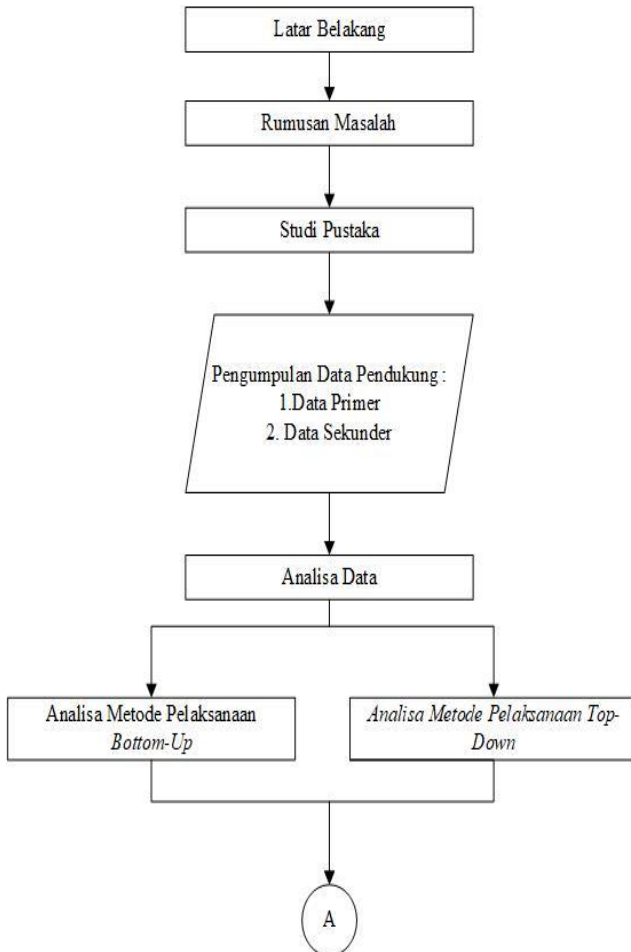 Latar Belakang
Rumusan Masalah
Studi Pustaka
Pengumpulan Data Pendukung :
1.Data Primer
2. Data Sekunder
Analisa Data
Analisa Metode Pelaksanaan
Bottom-Up
Analisa Metode Pelaksanaan Top-
Down
A